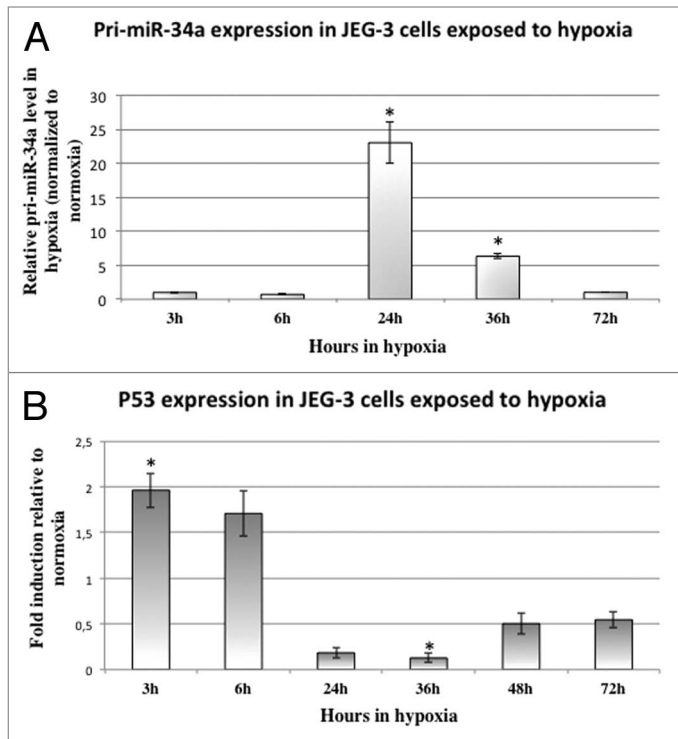 A
Pri-miR-34a expression in JEG-3 cells exposed to hypoxia
Relative pri-miR-34a level in
hypoxia (normalized to
normoxia)
30
25
20
15
10
5
0
*
*
3h 6h 24h 36h 72h
Hours in hypoxia
B
P53 expression in JEG-3 cells exposed to hypoxia
Fold induction relative to
normoxia
2,5
2
1,5
1
0,5
0
*
*
3h 6h 24h 36h 48h 72h
Hours in hypoxia